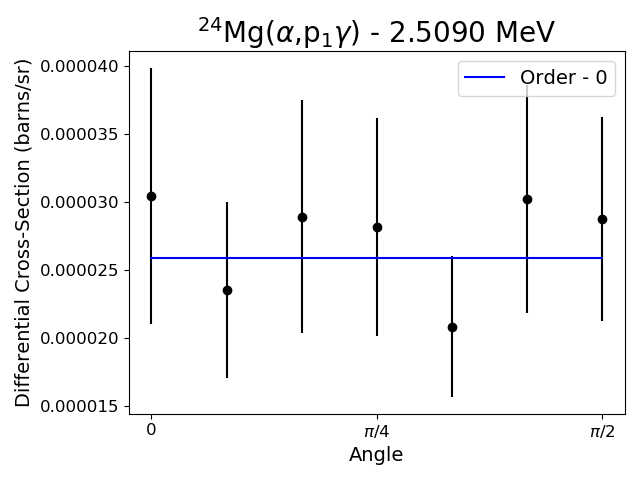 ²⁴Mg(α,p₁γ) - 2.5090 MeV
Order - 0
Differential Cross-Section (barns/sr)
0.000040
0.000035
0.000030
0.000025
0.000020
0.000015
0 π/4 π/2
Angle